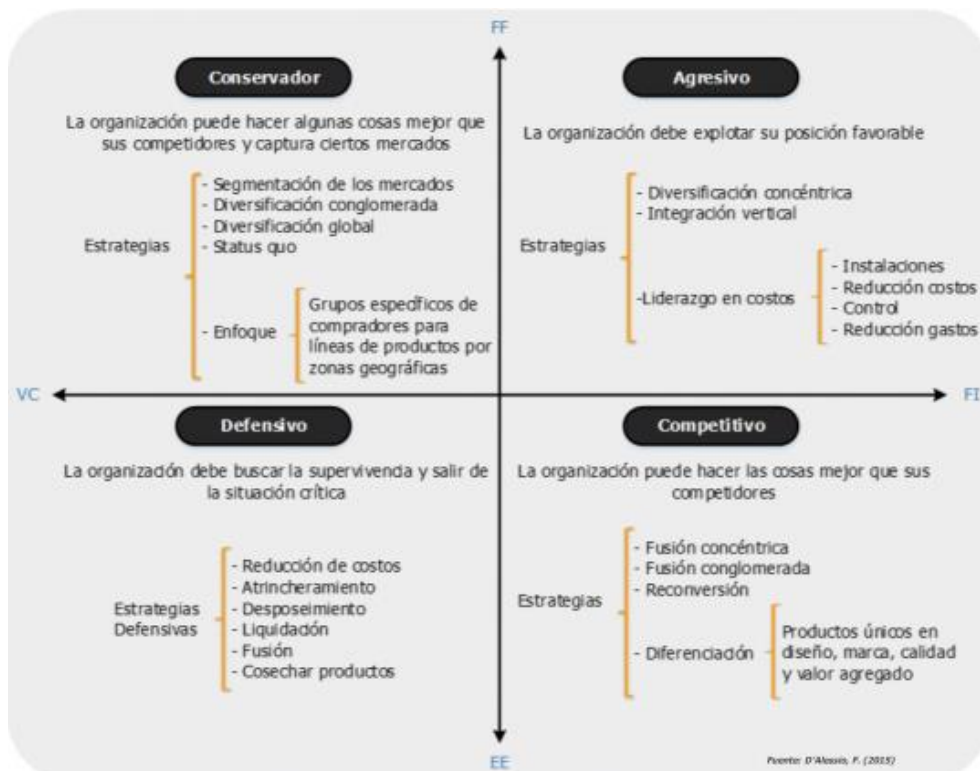 FF
Conservador
La organización puede hacer algunas cosas mejor que
sus competidores y captura ciertos mercados
Estrategias
- Segmentación de los mercados
- Diversificación conglomerada
- Diversificación global
- Status quo
- Enfoque
Grupos específicos de
compradores para
líneas de productos por
zonas geográficas
Agresivo
La organización debe explotar su posición favorable
Estrategias
- Diversificación concéntrica
- Integración vertical
-Liderazgo en costos
- Instalaciones
- Reducción costos
- Control
- Reducción gastos
VC
FI
Defensivo
La organización debe buscar la supervivencia y salir de
la situación crítica
Estrategias
Defensivas
- Reducción de costos
- Atrincheramiento
- Desposeimiento
- Liquidación
- Fusión
- Cosechar productos
Competitivo
La organización puede hacer las cosas mejor que sus
competidores
Estrategias
- Fusión concéntrica
- Fusión conglomerada
- Reconversión
- Diferenciación
Productos únicos en
diseño, marca, calidad
y valor agregado
EE
Fuente: D'Alessio, F. (2015)